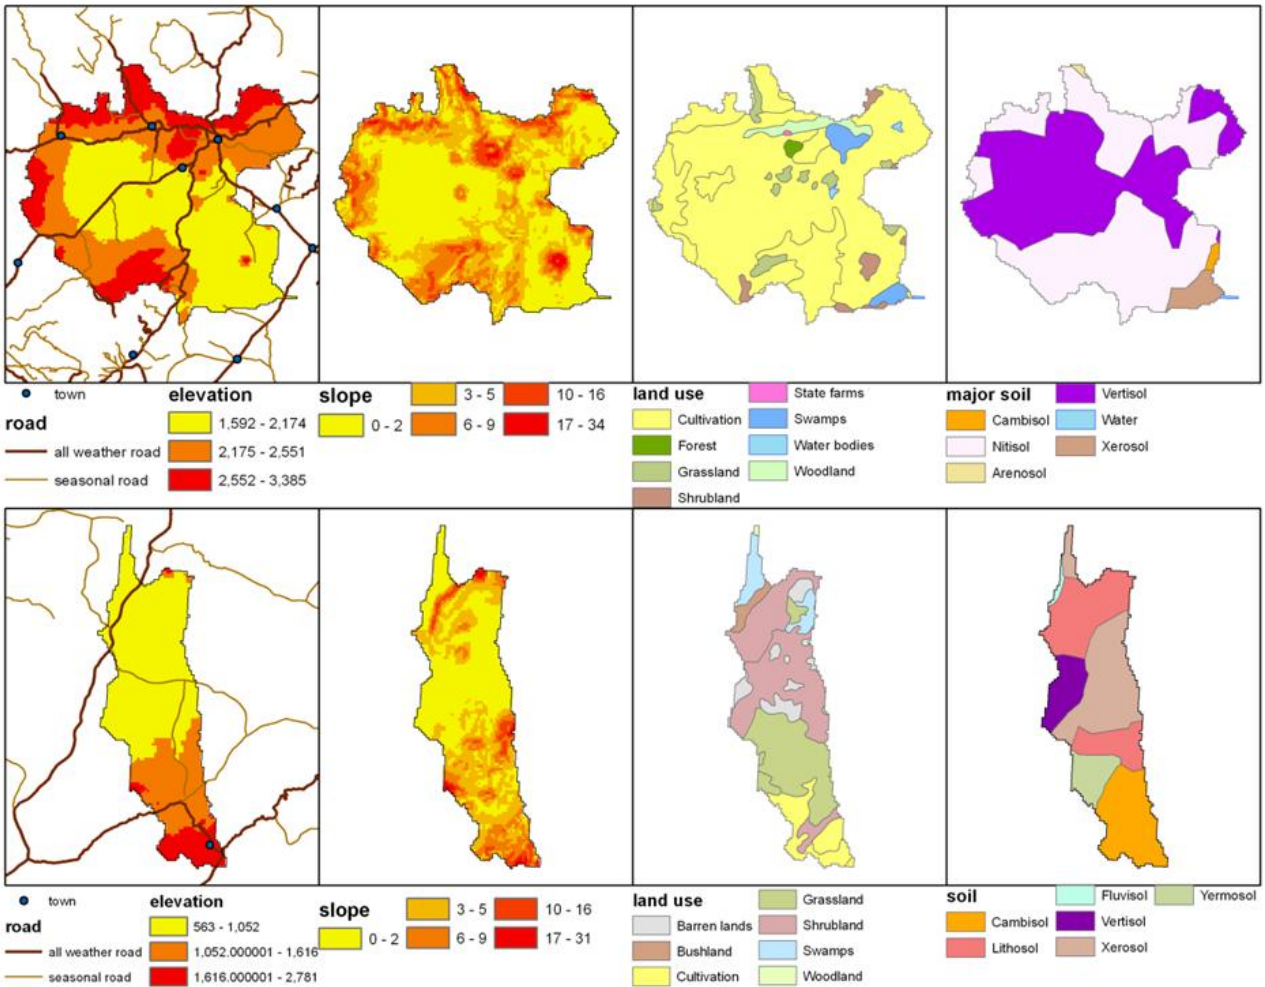 town
road
all weather road
seasonal road
elevation
1,592 - 2,174
2,175 - 2,551
2,552 - 3,385
slope
0 - 2
3 - 5
6 - 9
10 - 16
17 - 34
land use
Cultivation
Forest
Grassland
Shrubland
State farms
Swamps
Water bodies
Woodland
major soil
Cambisol
Nitisol
Arenosol
Vertisol
Water
Xerosol
town
road
all weather road
seasonal road
elevation
563 - 1,052
1,052.000001 - 1,616
1,616.000001 - 2,781
slope
0 - 2
3 - 5
6 - 9
10 - 16
17 - 31
land use
Barren lands
Bushland
Cultivation
Grassland
Shrubland
Swamps
Woodland
soil
Cambisol
Lithosol
Fluvisol
Vertisol
Xerosol
Yermosol